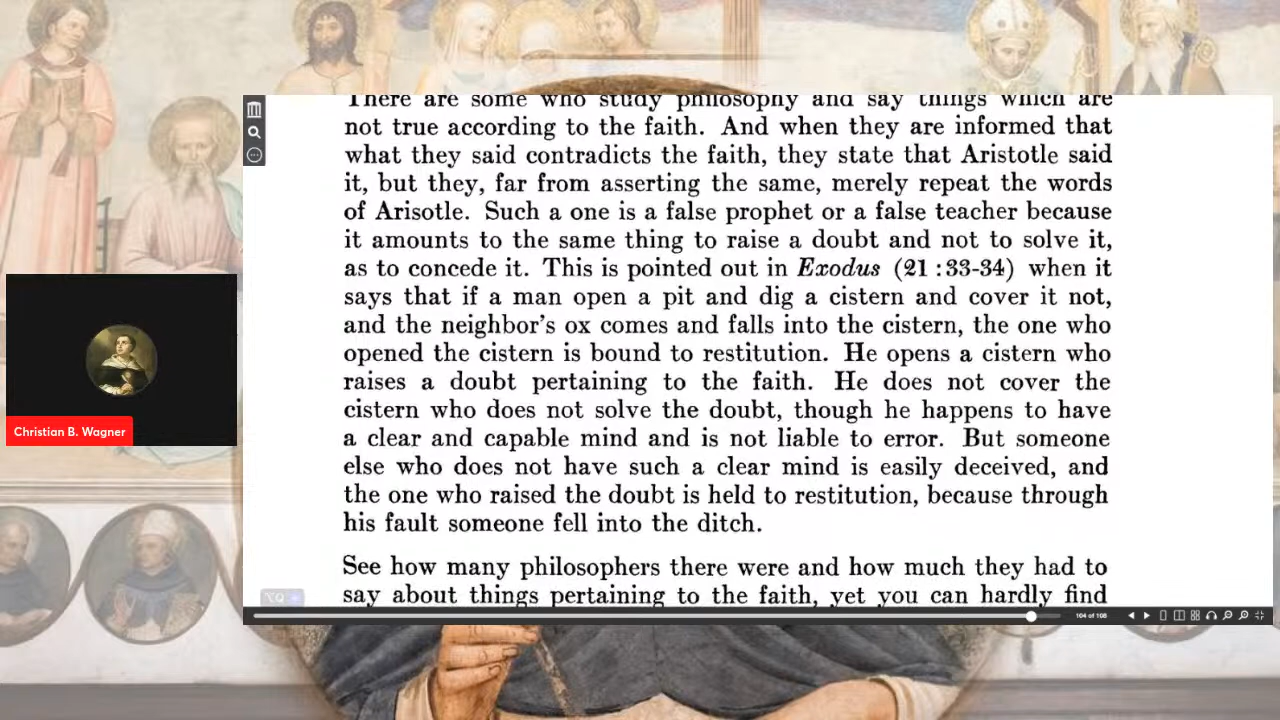 There are some who study philosophy and say things which are
not true according to the faith. And when they are informed that
what they said contradicts the faith, they state that Aristotle said
it, but they, far from asserting the same, merely repeat the words
of Arisotle. Such a one is a false prophet or a false teacher because
it amounts to the same thing to raise a doubt and not to solve it,
as to concede it. This is pointed out in Exodus (21:33-34) when it
says that if a man open a pit and dig a cistern and cover it not,
and the neighbor's ox comes and falls into the cistern, the one who
opened the cistern is bound to restitution. He opens a cistern who
raises a doubt pertaining to the faith. He does not cover the
cistern who does not solve the doubt, though he happens to have
a clear and capable mind and is not liable to error. But someone
else who does not have such a clear mind is easily deceived, and
the one who raised the doubt is held to restitution, because through
his fault someone fell into the ditch.
See how many philosophers there were and how much they had to
say about things pertaining to the faith, yet you can hardly find
Christian B. Wagner
104 of 108